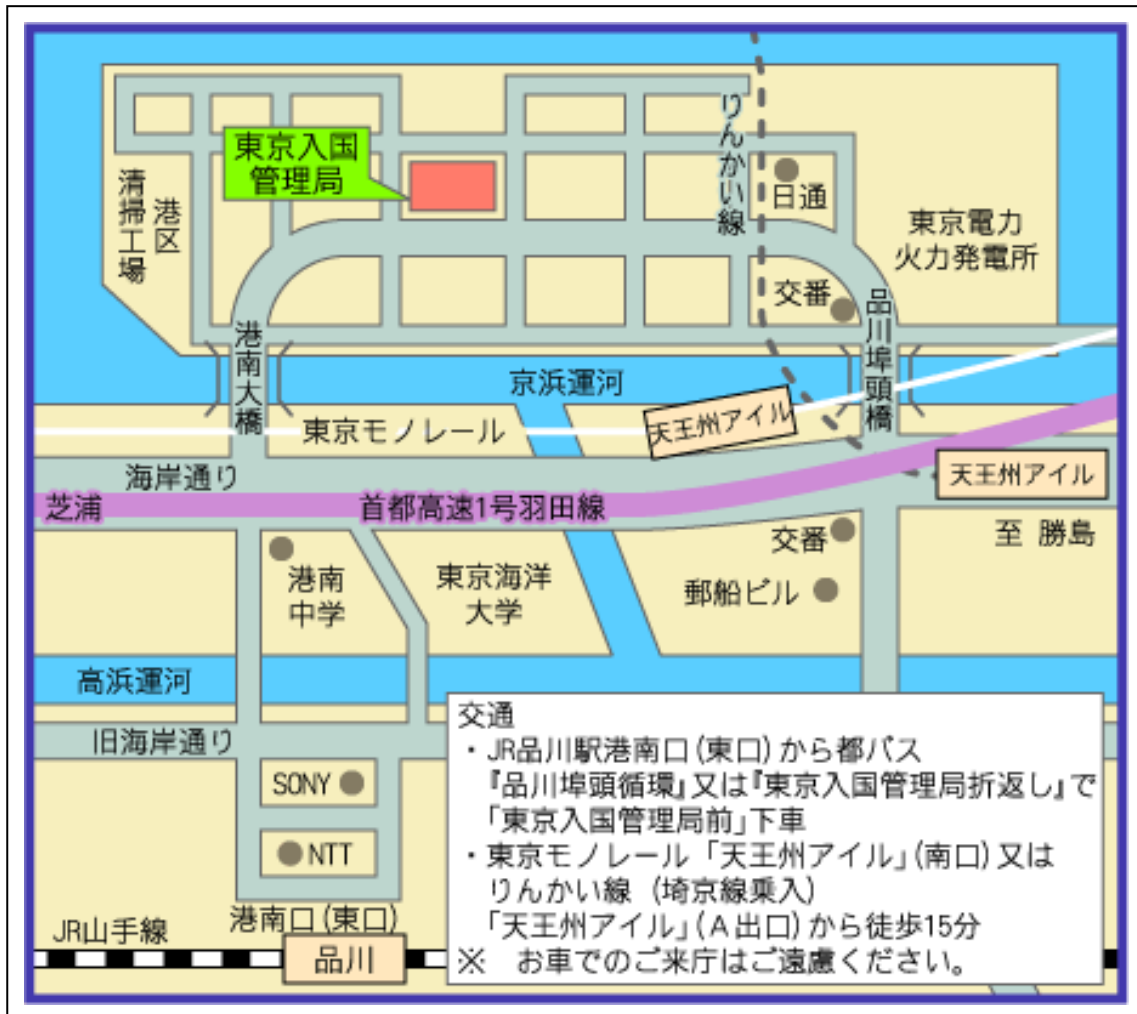 東京入国
管理局
りんかい線
日通
港区
清掃工場
東京電力
火力発電所
交番
品川埠頭橋
港南大橋
京浜運河
東京モノレール
天王州アイル
海岸通り
天王州アイル
芝浦
首都高速1号羽田線
至 勝島
交番
港南
中学
東京海洋
大学
郵船ビル
高浜運河
旧海岸通り
SONY
NTT
港南口(東口)
JR山手線
品川
交通
・JR品川駅港南口(東口)から都バス
『品川埠頭循環』又は『東京入国管理局折返し』で
「東京入国管理局前」下車
・東京モノレール「天王州アイル」(南口)又は
りんかい線 (埼京線乗入)
「天王州アイル」(A出口)から徒歩15分
※ お車でのご来庁はご遠慮ください。